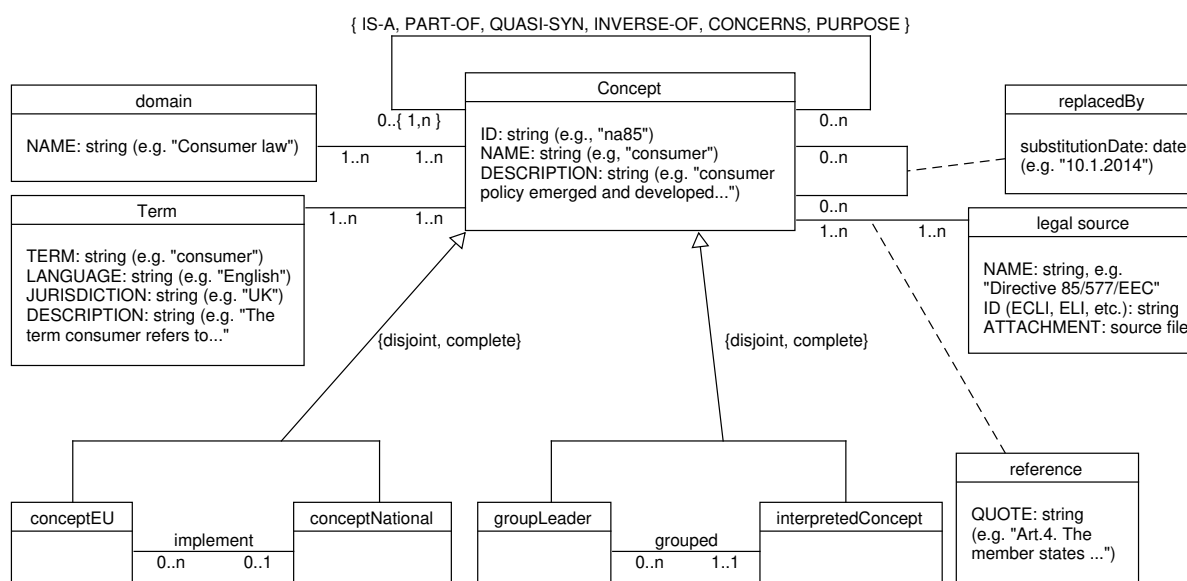 { IS-A, PART-OF, QUASI-SYN, INVERSE-OF, CONCERNS, PURPOSE }
domain
NAME: string (e.g. "Consumer law")
Concept
ID: string (e.g., "na85")
NAME: string (e.g, "consumer")
DESCRIPTION: string (e.g. "consumer
policy emerged and developed...")
replacedBy
substitutionDate: date
(e.g. "10.1.2014")
0..{ 1,n }
0..n
1..n
1..n
0..n
0..n
Term
TERM: string (e.g. "consumer")
LANGUAGE: string (e.g. "English")
JURISDICTION: string (e.g. "UK")
DESCRIPTION: string (e.g. "The
term consumer refers to..."
1..n
1..n
1..n
1..n
legal source
NAME: string, e.g.
"Directive 85/577/EEC"
ID (ECLI, ELI, etc.): string
ATTACHMENT: source file
{disjoint, complete}
{disjoint, complete}
conceptEU
implement
0..n
0..1
conceptNational
groupLeader
grouped
0..n
1..1
interpretedConcept
reference
QUOTE: string
(e.g. "Art.4. The
member states ...")